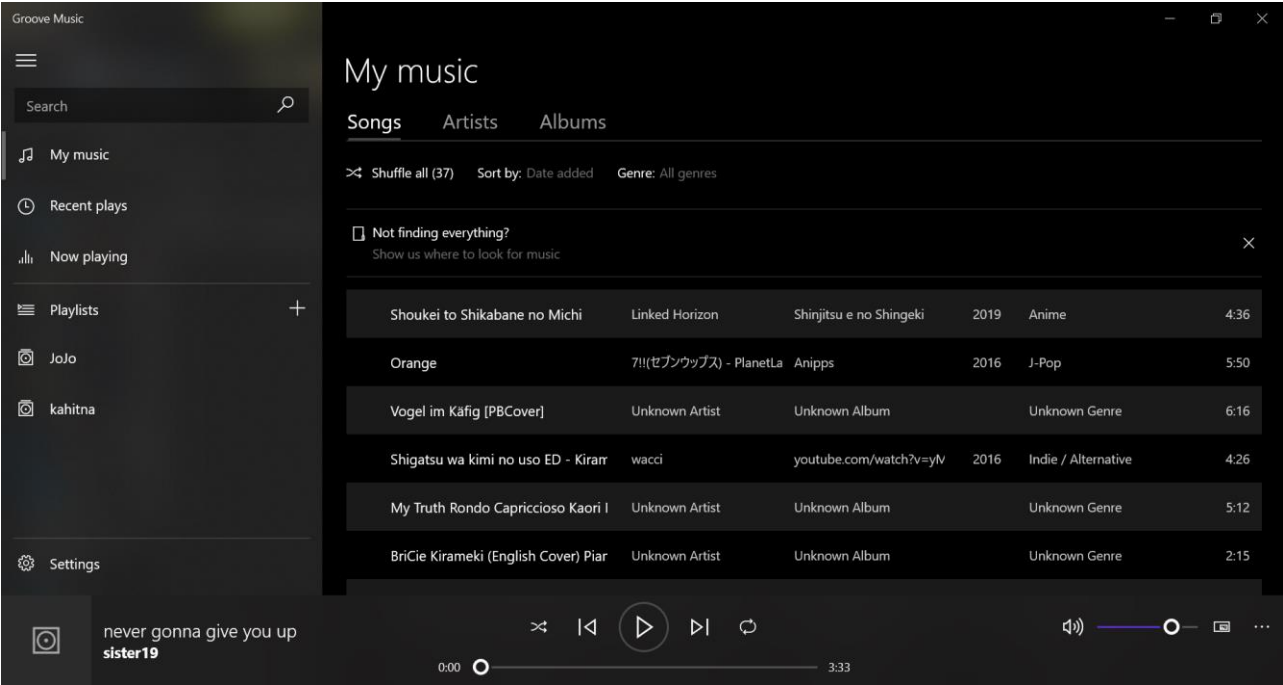 Groove Music
My music
Search
Songs Artists Albums
My music
Shuffle all (37) Sort by: Date added Genre: All genres
Recent plays
Not finding everything?
Show us where to look for music
Now playing
Playlists
JoJo
kahitna
Settings
Shoukei to Shikabane no Michi Linked Horizon Shinjitsu e no Shingeki 2019 Anime 4:36
Orange 7!!(セブンウップス) - PlanetLa Anipps 2016 J-Pop 5:50
Vogel im Käfig [PBCover] Unknown Artist Unknown Album Unknown Genre 6:16
Shigatsu wa kimi no uso ED - Kiram wacci youtube.com/watch?v=yM 2016 Indie / Alternative 4:26
My Truth Rondo Capriccioso Kaori Unknown Artist Unknown Album Unknown Genre 5:12
BriCie Kirameki (English Cover) Pian Unknown Artist Unknown Album Unknown Genre 2:15
never gonna give you up
sister19
0:00 3:33